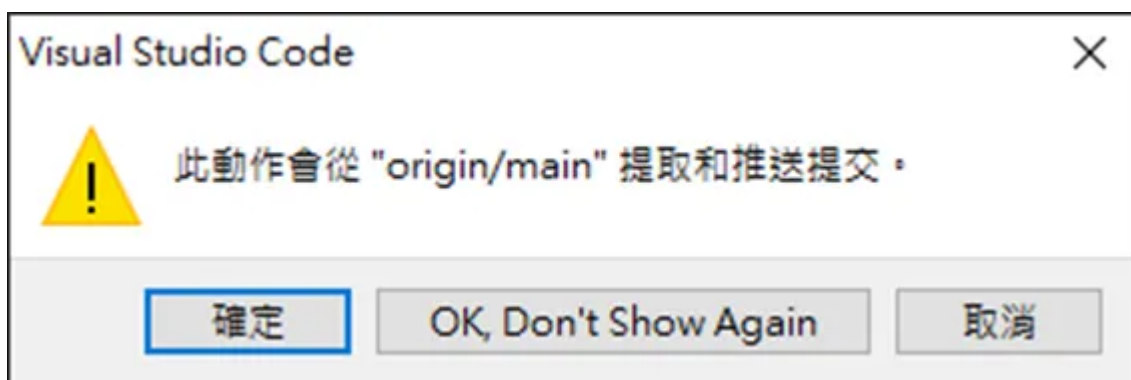 Visual Studio Code
此動作會從 "origin/main" 提取和推送提交。
確定
OK, Don't Show Again
取消